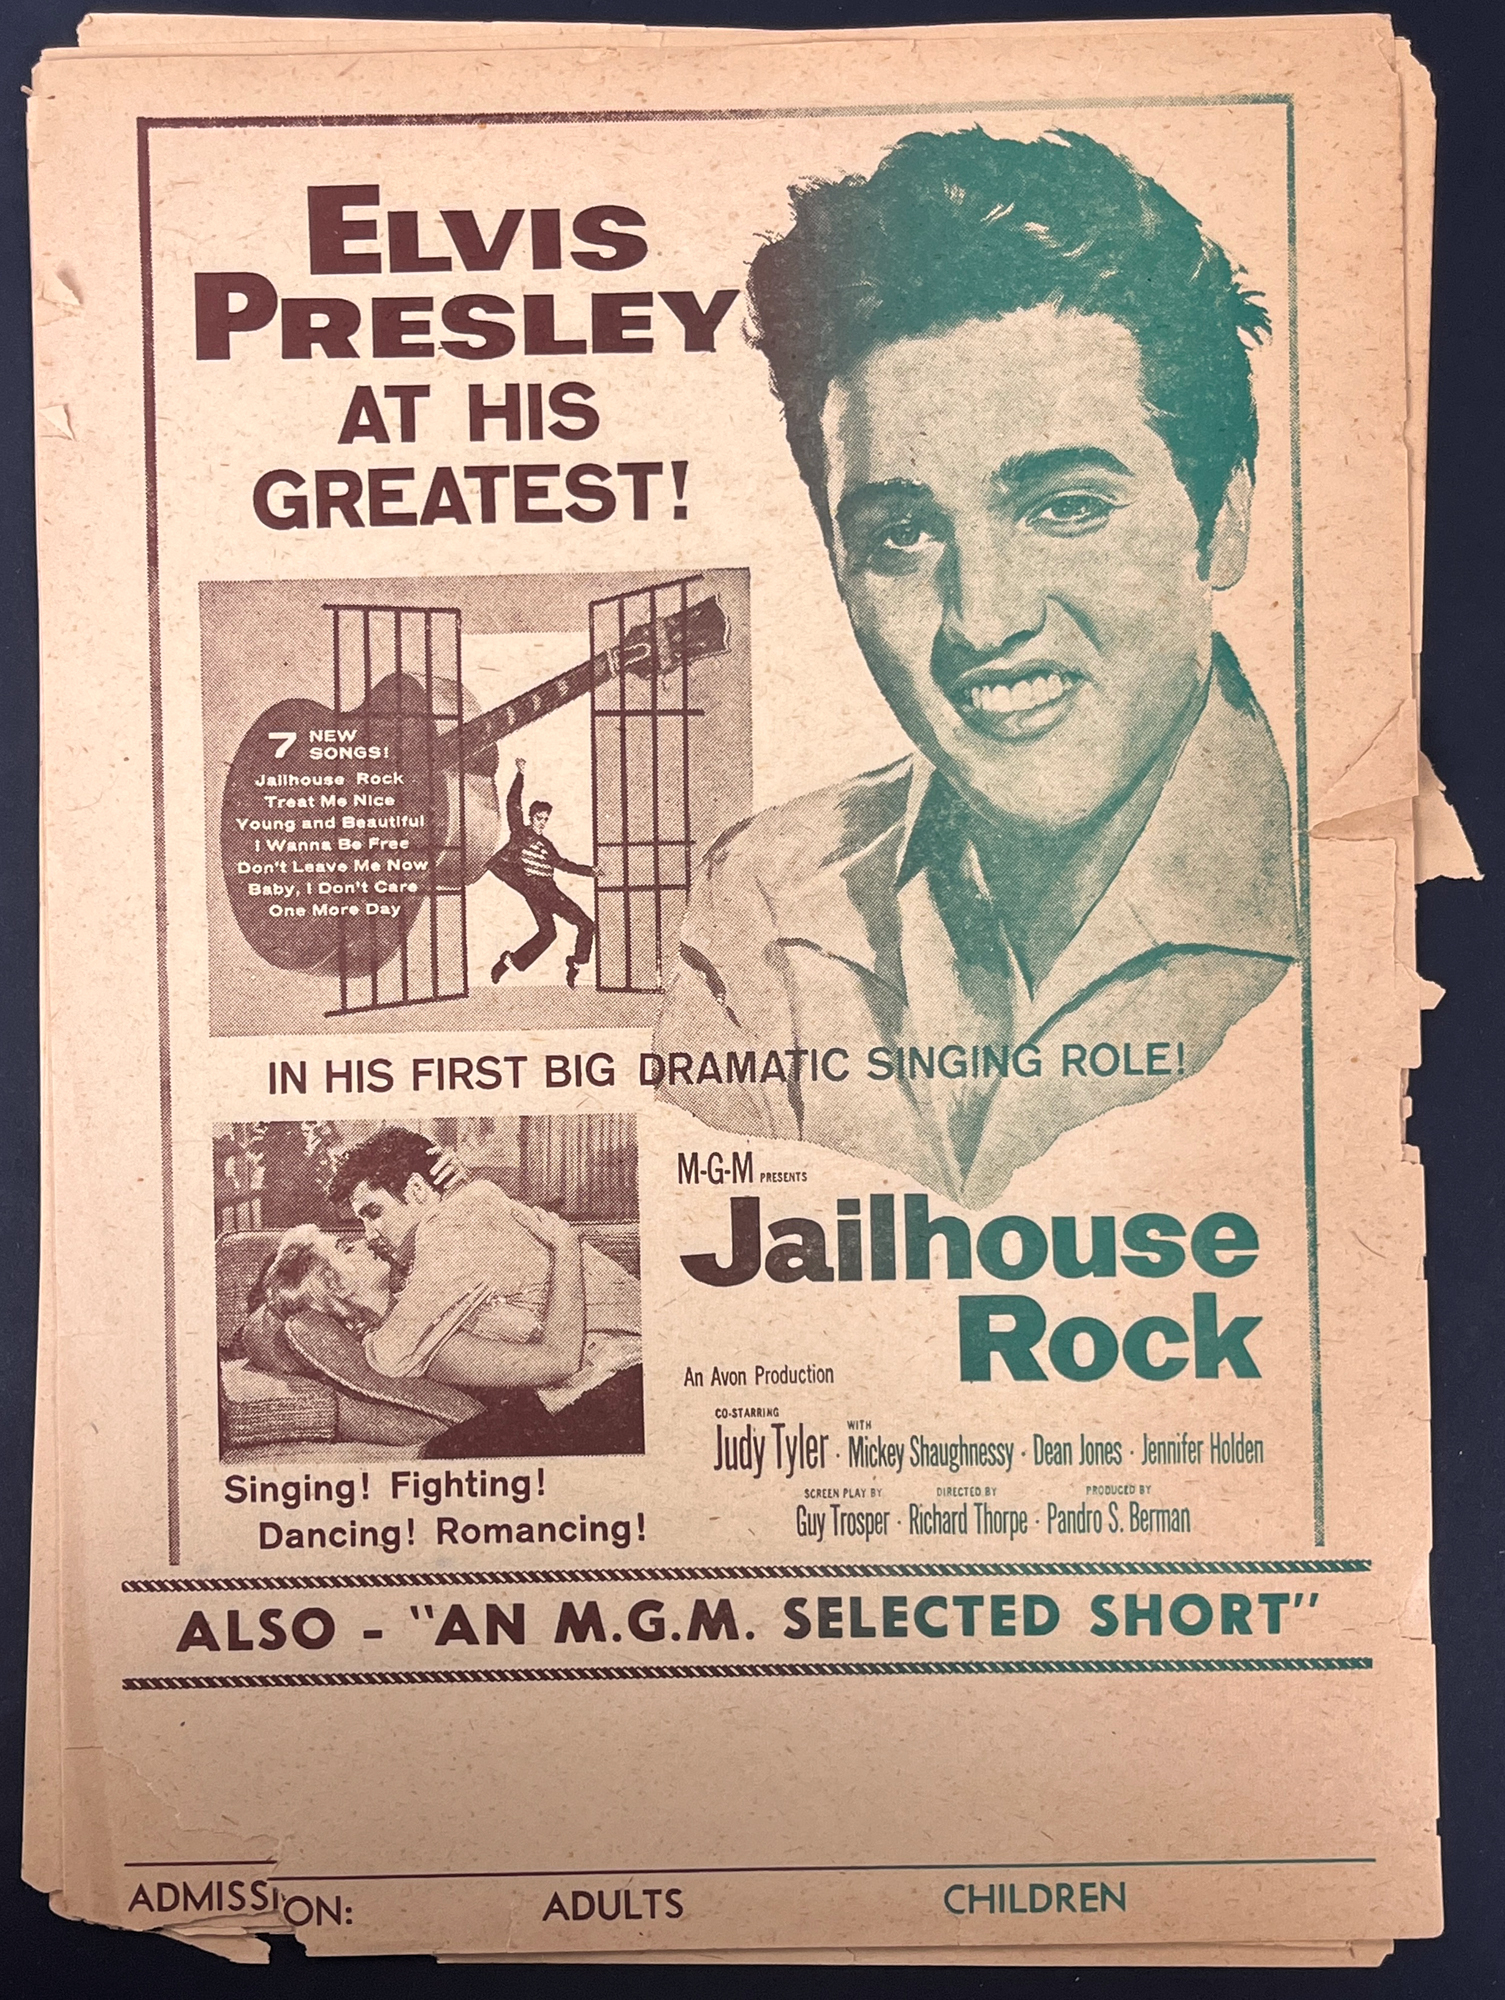 ELVIS
PRESLEY
AT HIS
GREATEST!
7 NEW
SONGS!
Jailhouse Rock
Treat Me Nice
Young and Beautiful
I Wanna Be Free
Don't Leave Me Now
Baby, I Don't Care
One More Day
IN HIS FIRST BIG DRAMATIC SINGING ROLE!
M-G-M PRESENTS
Jailhouse
Rock
An Avon Production
CO-STARRING
Judy Tyler · WITH Mickey Shaughnessy · Dean Jones · Jennifer Holden
SCREEN PLAY BY DIRECTED BY PRODUCED BY
Guy Trosper · Richard Thorpe · Pandro S. Berman
Singing! Fighting!
Dancing! Romancing!
ALSO - "AN M.G.M. SELECTED SHORT"
ADMISSION: ADULTS CHILDREN